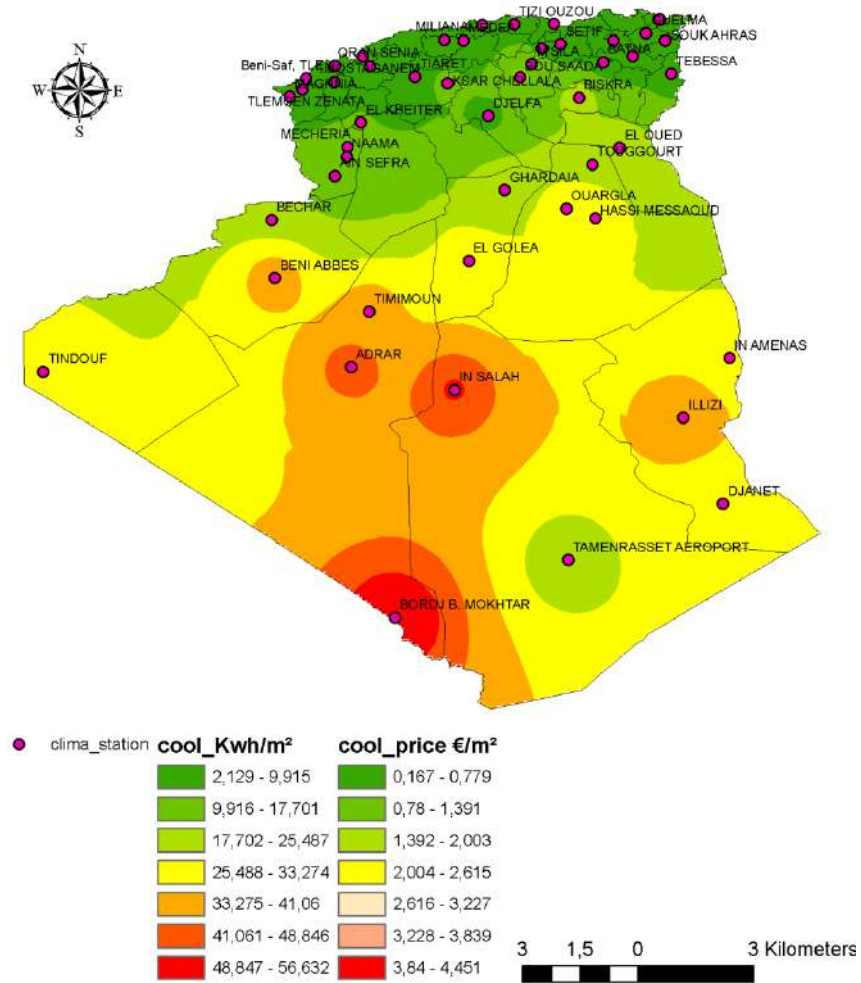 TIZI OUZOU
MILIANA
MEDEA
SETIF
SOUKAHRAS
BATNA
ORAN SENIA
M'SILA
Beni-Saf, TLEM
MOSTAGANEM
TIARET
BOU SAADA
TEBESSA
MAGHNIA
KSAR CHELLALA
BISKRA
TLEMCEN ZENATA
DJELFA
EL KREITER
MECHERIA
NAAMA
EL OUED
TOUGGOURT
AIN SEFRA
GHARDAIA
OUARGLA
BECHAR
HASSI MESSAOUD
EL GOLEA
BENI ABBES
TIMIMOUN
TINDOUF
ADRAR
IN AMENAS
IN SALAH
ILLIZI
DJANET
TAMENRASSET AEROPORT
BORDJ B. MOKHTAR
N
W E
S
clima_station
cool_Kwh/m²
2,129 - 9,915
9,916 - 17,701
17,702 - 25,487
25,488 - 33,274
33,275 - 41,06
41,061 - 48,846
48,847 - 56,632
cool_price €/m²
0,167 - 0,779
0,78 - 1,391
1,392 - 2,003
2,004 - 2,615
2,616 - 3,227
3,228 - 3,839
3,84 - 4,451
3 1,5 0 3 Kilometers